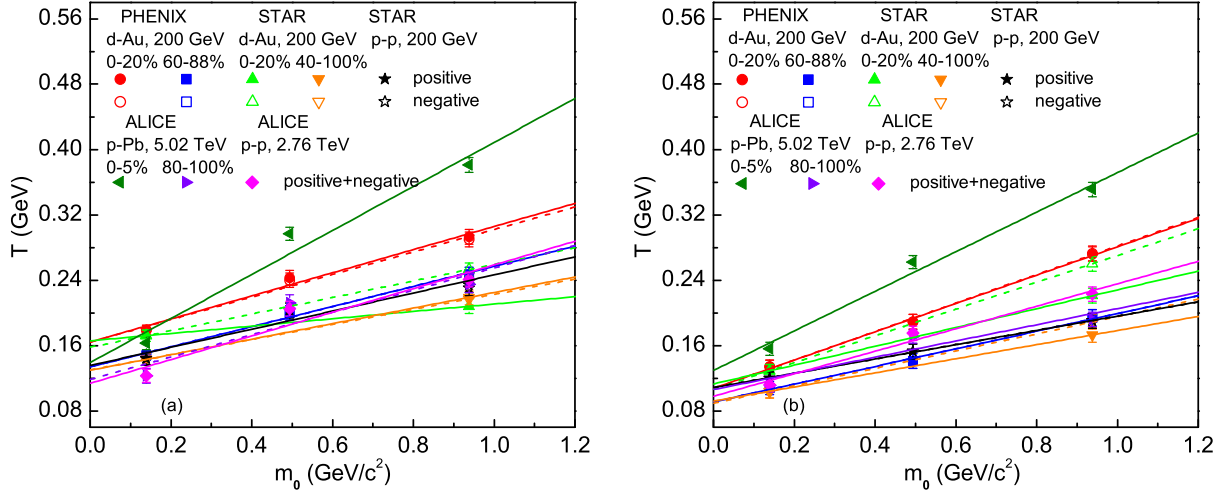 PHENIX STAR STAR
d-Au, 200 GeV d-Au, 200 GeV p-p, 200 GeV
0-20% 60-88% 0-20% 40-100%
positive
negative
ALICE ALICE
p-Pb, 5.02 TeV p-p, 2.76 TeV
0-5% 80-100%
positive+negative
0.56
0.48
0.40
0.32
0.24
0.16
0.08
T (GeV)
(a)
0.0 0.2 0.4 0.6 0.8 1.0 1.2
m0 (GeV/c2)
PHENIX STAR STAR
d-Au, 200 GeV d-Au, 200 GeV p-p, 200 GeV
0-20% 60-88% 0-20% 40-100%
positive
negative
ALICE ALICE
p-Pb, 5.02 TeV p-p, 2.76 TeV
0-5% 80-100%
positive+negative
0.56
0.48
0.40
0.32
0.24
0.16
0.08
T (GeV)
(b)
0.0 0.2 0.4 0.6 0.8 1.0 1.2
m0 (GeV/c2)